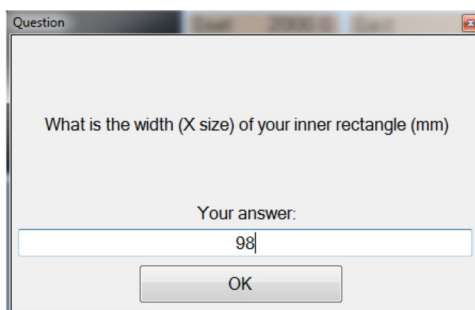 Question
What is the width (X size) of your inner rectangle (mm)
Your answer:
98
OK